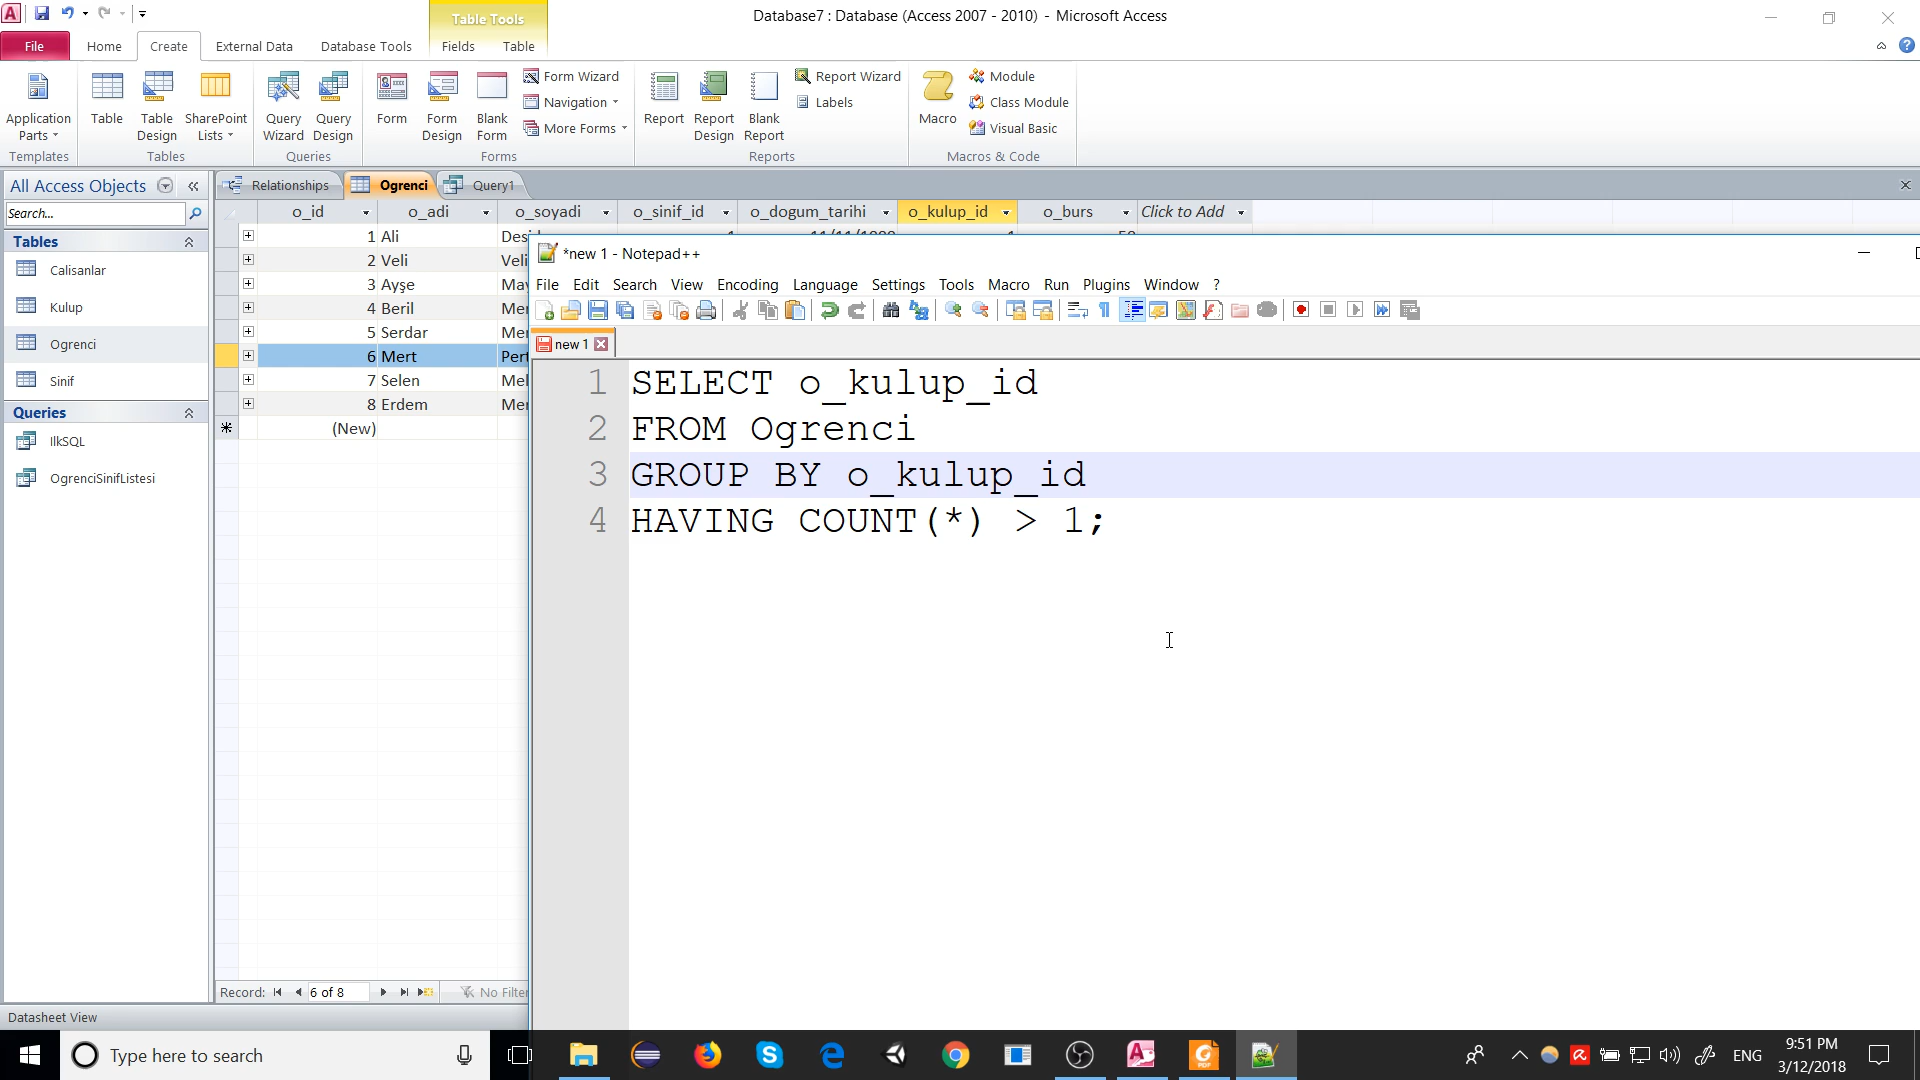 Database7 : Database (Access 2007 - 2010) - Microsoft Access
Table Tools
File Home Create External Data Database Tools Fields Table
Application Parts
Table
Table Design
SharePoint Lists
Query Wizard
Query Design
Form
Form Design
Blank Form
Form Wizard
Navigation
More Forms
Report
Report Design
Blank Report
Report Wizard
Labels
Macro
Module
Class Module
Visual Basic
Templates Tables Queries Forms Reports Macros & Code
All Access Objects
Search...
Tables
Calisanlar
Kulup
Ogrenci
Sinif
Queries
IlkSQL
OgrenciSinifListesi
Relationships Ogrenci Query1
o_id o_adi o_soyadi o_sinif_id o_dogum_tarihi o_kulup_id o_burs Click to Add
1 Ali
2 Veli
3 Ayşe
4 Beril
5 Serdar
6 Mert
7 Selen
8 Erdem
(New)
*new 1 - Notepad++
File Edit Search View Encoding Language Settings Tools Macro Run Plugins Window ?
new 1
1 SELECT o_kulup_id
2 FROM Ogrenci
3 GROUP BY o_kulup_id
4 HAVING COUNT(*) > 1;
Record: 6 of 8 No Filter
Datasheet View
Type here to search
ENG
9:51 PM
3/12/2018